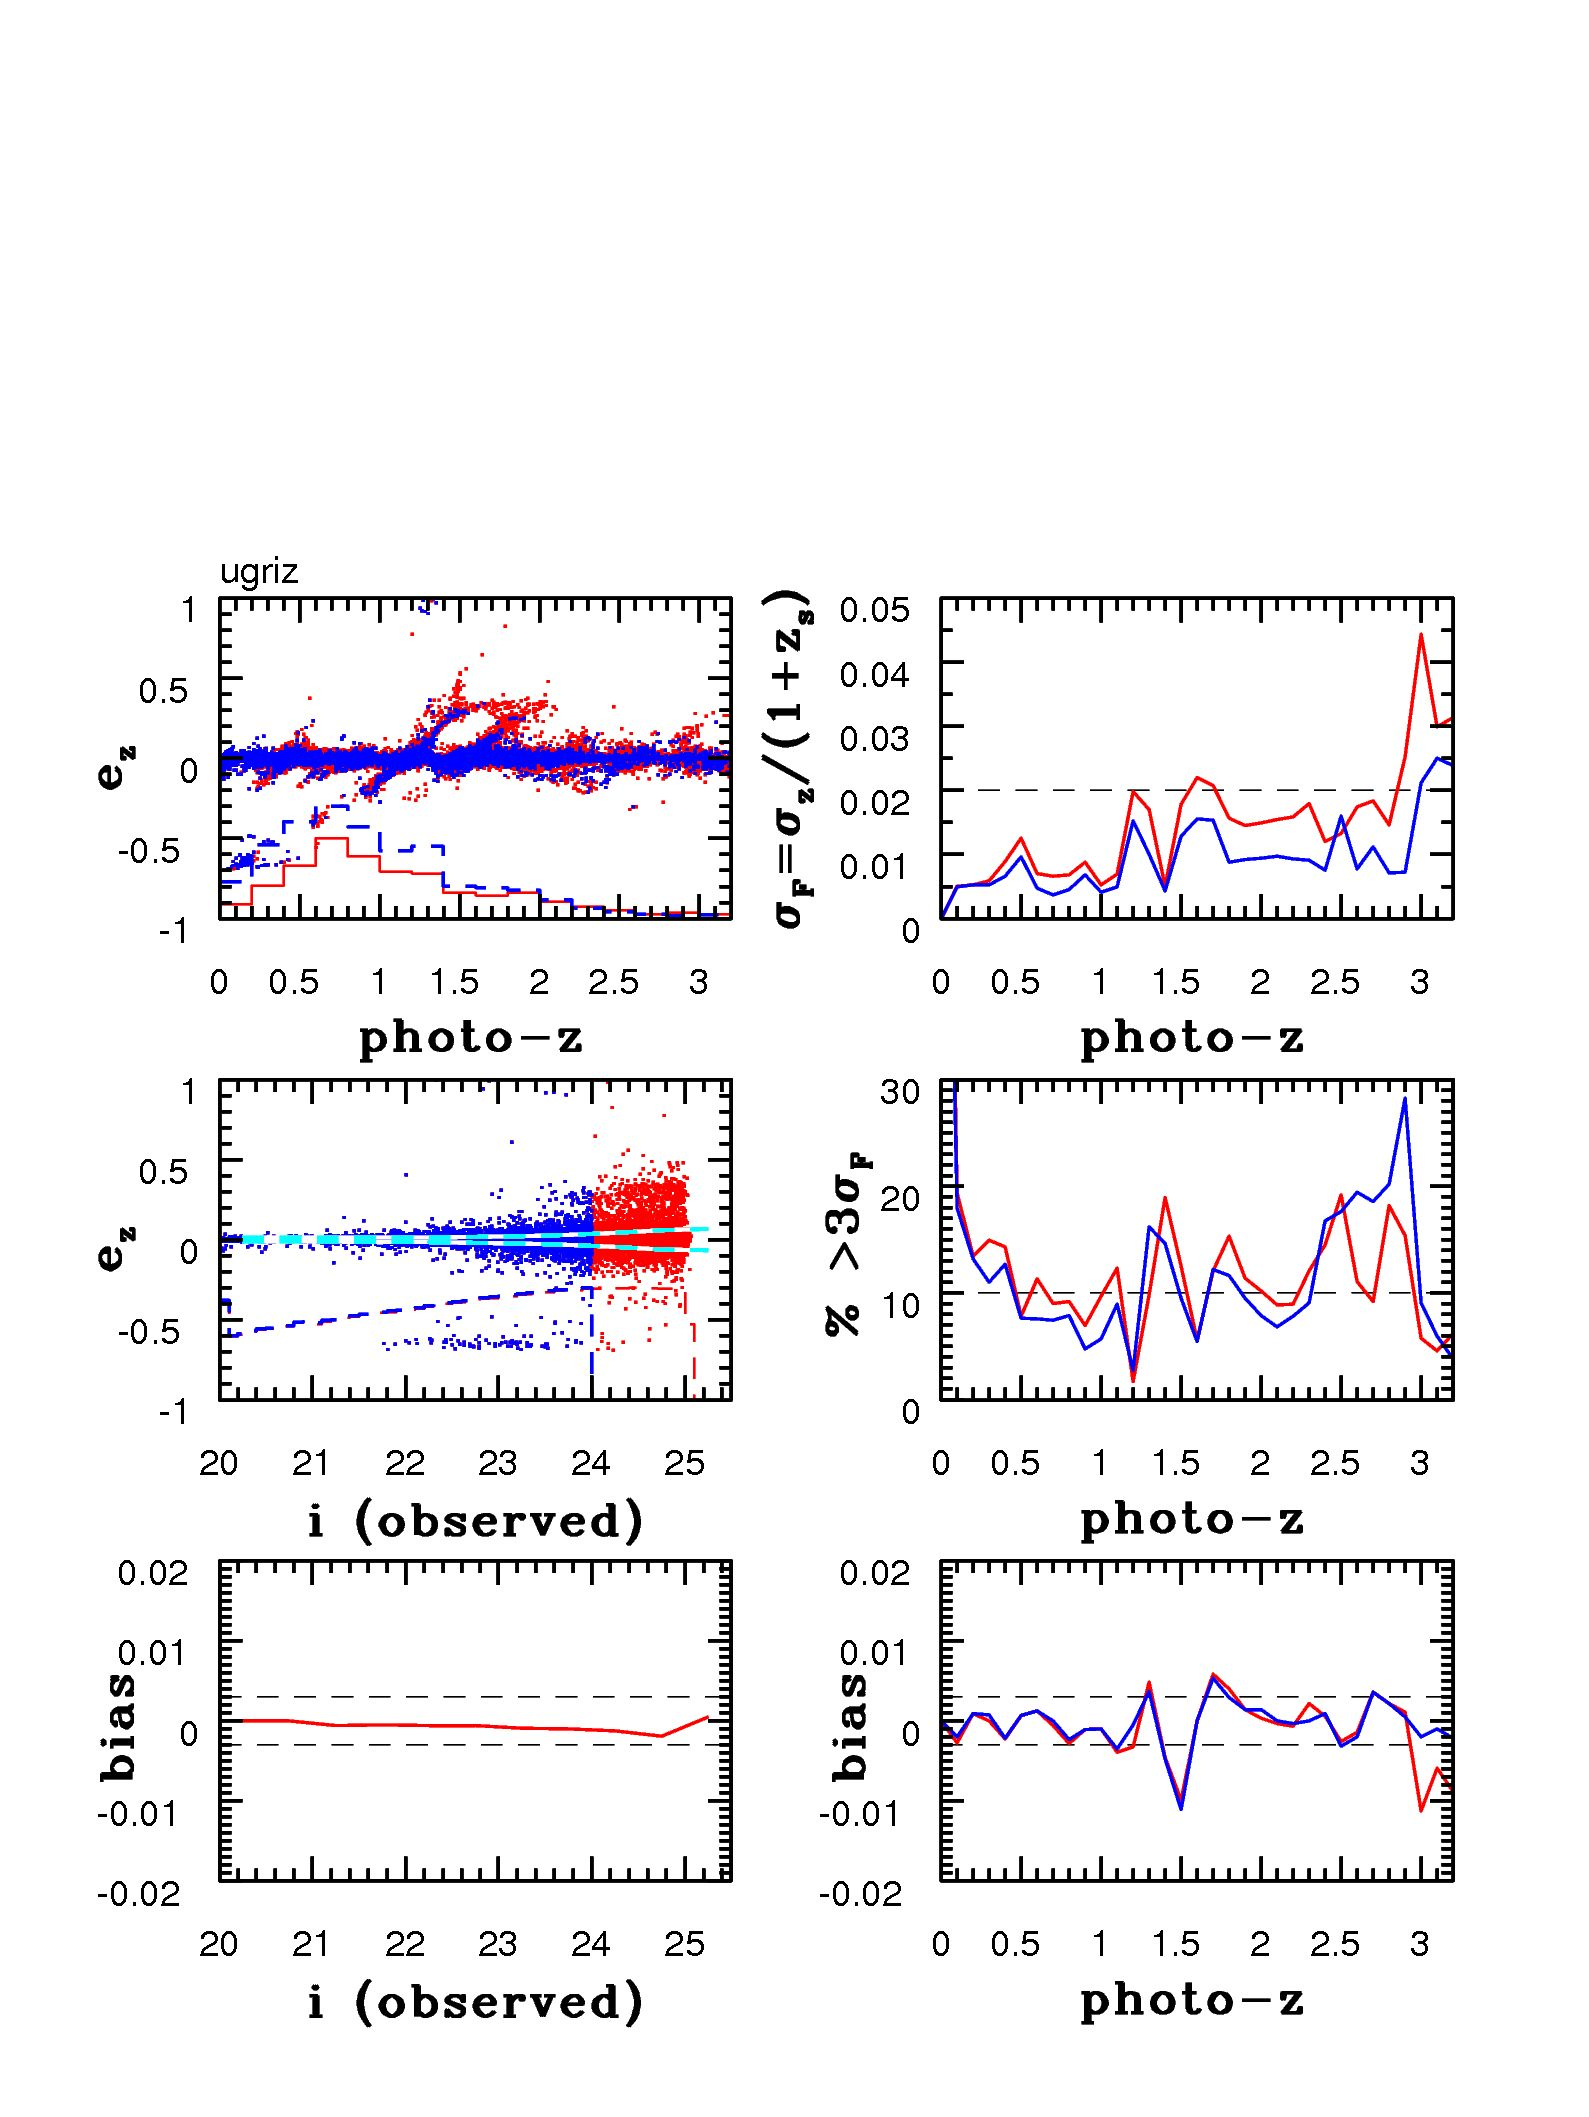 ugriz
1
0.5
0
-0.5
-1
e_z
0 0.5 1 1.5 2 2.5 3
photo-z
0.05
0.04
0.03
0.02
0.01
0
σ_F=σ_z/(1+z_s)
0 0.5 1 1.5 2 2.5 3
photo-z
1
0.5
0
-0.5
-1
e_z
20 21 22 23 24 25
i (observed)
30
20
10
0
% >3σ_F
0 0.5 1 1.5 2 2.5 3
photo-z
0.02
0.01
0
-0.01
-0.02
bias
20 21 22 23 24 25
i (observed)
0.02
0.01
0
-0.01
-0.02
bias
0 0.5 1 1.5 2 2.5 3
photo-z